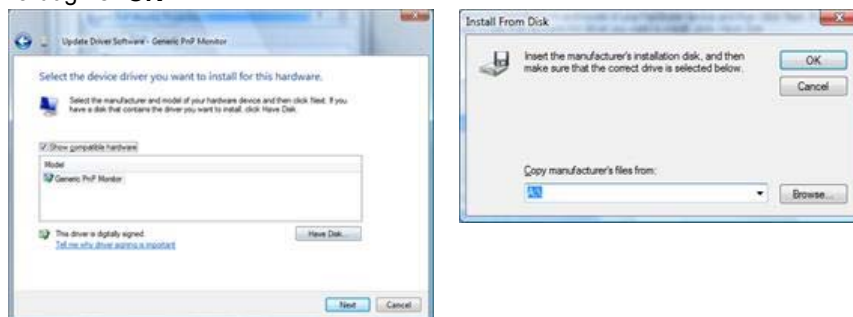 Update Driver Software - Generic PnP Monitor
Select the device driver you want to install for this hardware.
Select the manufacturer and model of your hardware device and then click Next. If you
have a disk that contains the driver you want to install, click Have Disk.
Show compatible hardware
Model
Generic PnP Monitor
This driver is digitally signed.
Have Disk...
Tell me why driver signing is important
Next
Cancel
Install From Disk
Insert the manufacturer's installation disk, and then
make sure that the correct drive is selected below.
OK
Cancel
Copy manufacturer's files from:
A:\
Browse...